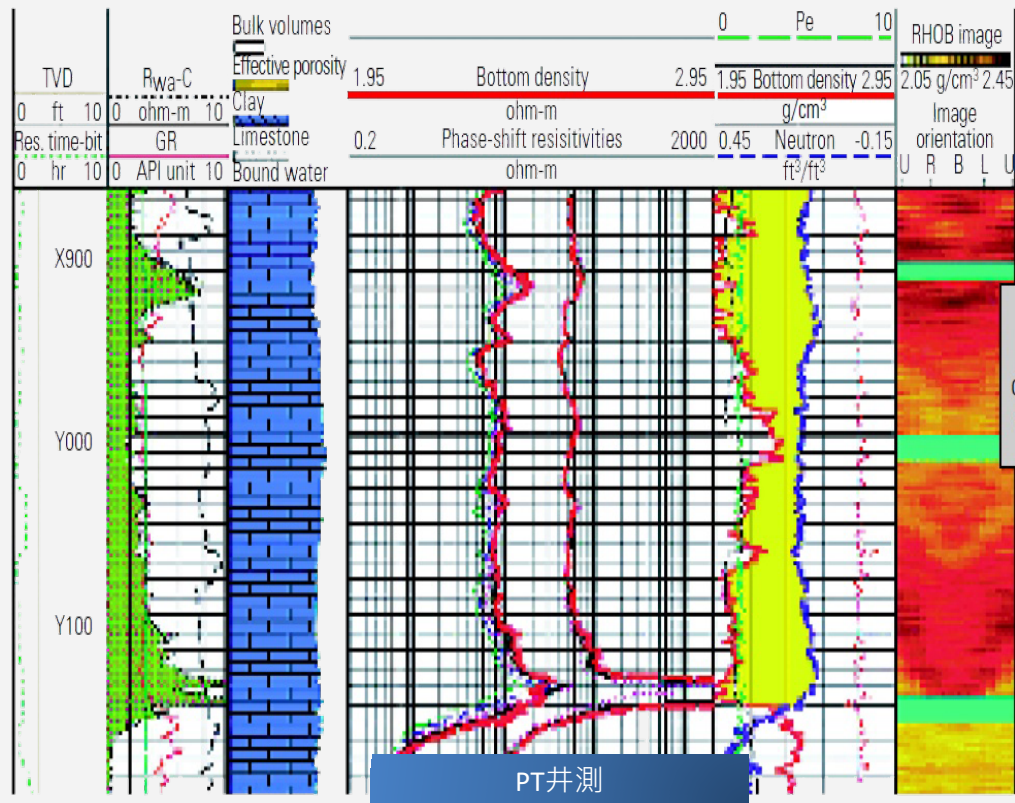 TVD
0 ft 10
Res. time-bit
0 hr 10
Rwa-C
0 ohm-m 10
GR
0 API unit 10
Bulk volumes
Effective porosity
Clay
Limestone
Bound water
1.95 Bottom density 2.95
ohm-m
0.2 Phase-shift resisitivities 2000
ohm-m
0 Pe 10
1.95 Bottom density 2.95
g/cm³
0.45 Neutron -0.15
ft³/ft³
RHOB image
2.05 g/cm³ 2.45
Image
orientation
U R B L U
X900
Y000
Y100
PT井測